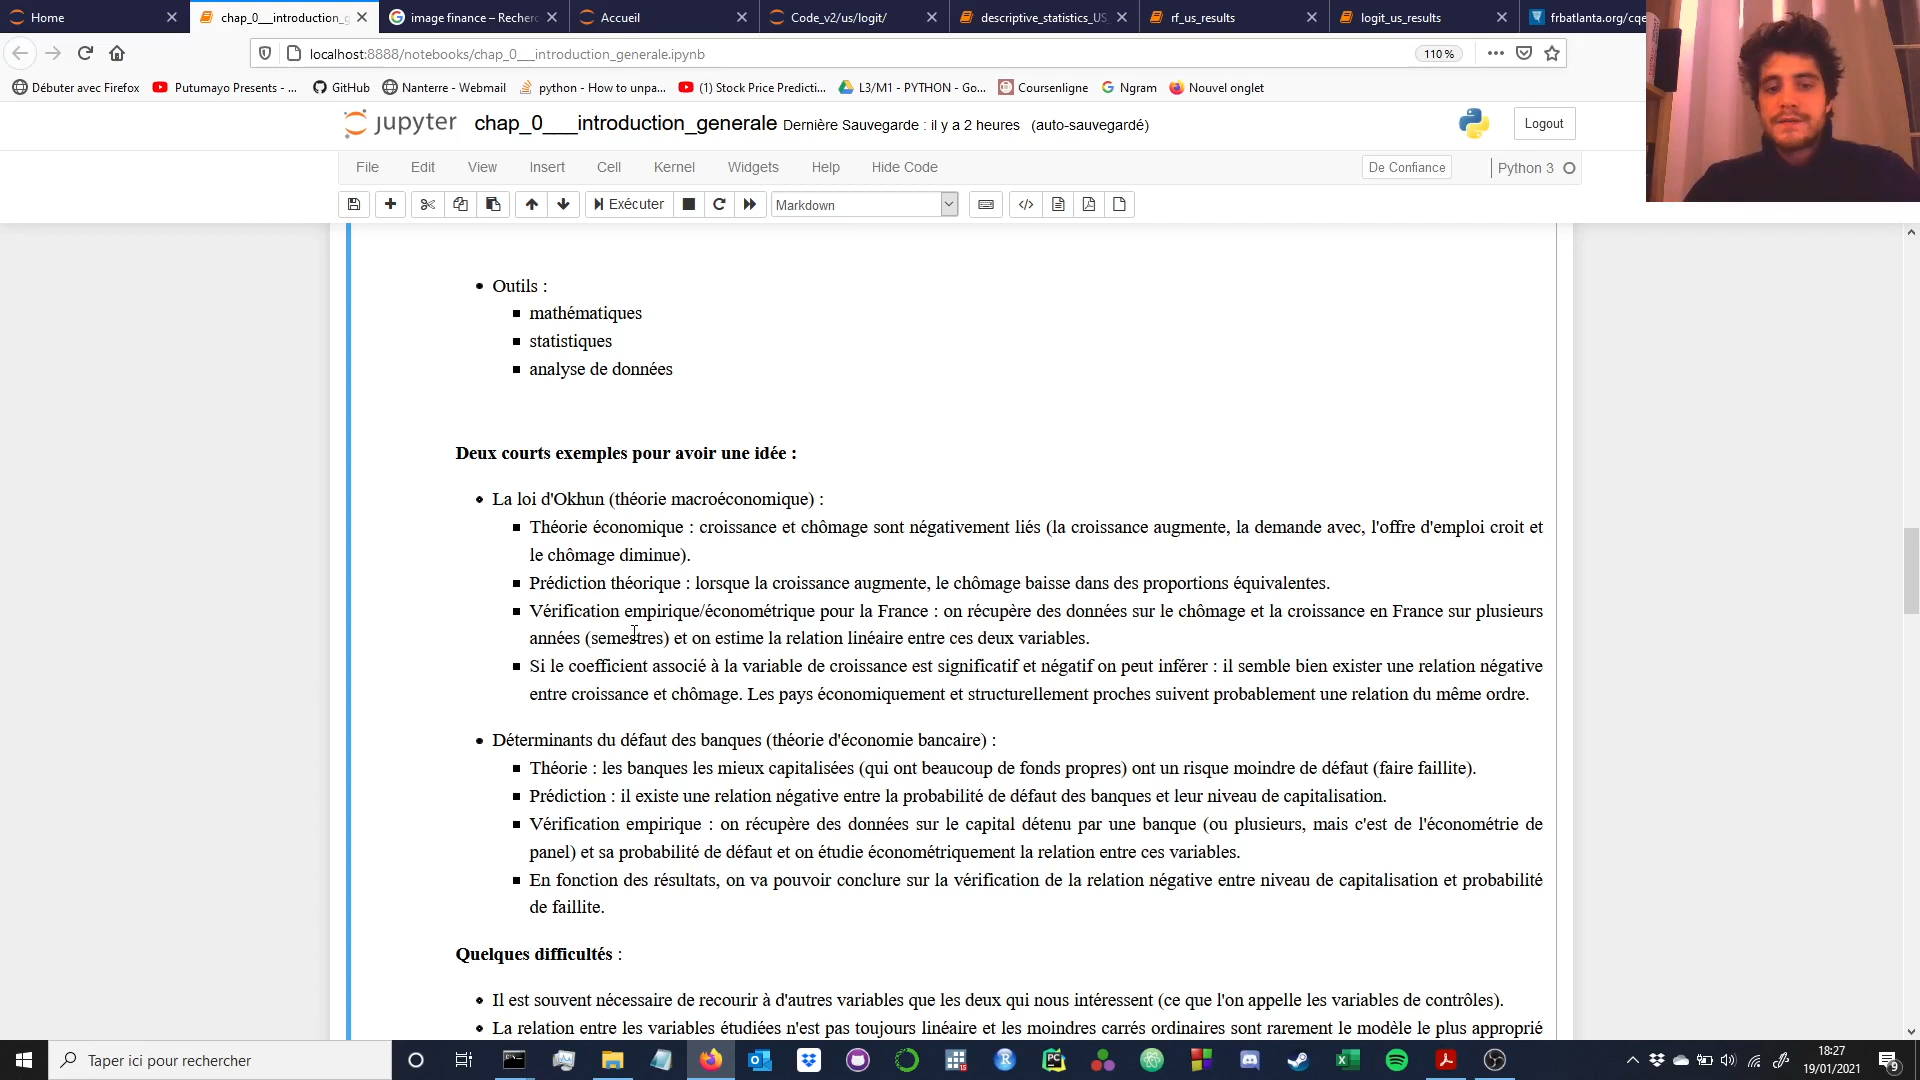 Home
chap_0___introduction_g
image finance – Recher
Accueil
Code_v2/us/logit/
descriptive_statistics_US_
rf_us_results
logit_us_results
frbatlanta.org/cqe
localhost:8888/notebooks/chap_0___introduction_generale.ipynb
110 %
Débuter avec Firefox
Putumayo Presents - ...
GitHub
Nanterre - Webmail
python - How to unpa...
(1) Stock Price Predicti...
L3/M1 - PYTHON - Go...
Coursenligne
Ngram
Nouvel onglet
jupyter
chap_0___introduction_generale
Dernière Sauvegarde : il y a 2 heures
(auto-sauvegardé)
Logout
File
Edit
View
Insert
Cell
Kernel
Widgets
Help
Hide Code
De Confiance
Python 3
Exécuter
Markdown
Outils :
mathématiques
statistiques
analyse de données
Deux courts exemples pour avoir une idée :
La loi d'Okhun (théorie macroéconomique) :
Théorie économique : croissance et chômage sont négativement liés (la croissance augmente, la demande avec, l'offre d'emploi croit et
le chômage diminue).
Prédiction théorique : lorsque la croissance augmente, le chômage baisse dans des proportions équivalentes.
Vérification empirique/économétrique pour la France : on récupère des données sur le chômage et la croissance en France sur plusieurs
années (semestres) et on estime la relation linéaire entre ces deux variables.
Si le coefficient associé à la variable de croissance est significatif et négatif on peut inférer : il semble bien exister une relation négative
entre croissance et chômage. Les pays économiquement et structurellement proches suivent probablement une relation du même ordre.
Déterminants du défaut des banques (théorie d'économie bancaire) :
Théorie : les banques les mieux capitalisées (qui ont beaucoup de fonds propres) ont un risque moindre de défaut (faire faillite).
Prédiction : il existe une relation négative entre la probabilité de défaut des banques et leur niveau de capitalisation.
Vérification empirique : on récupère des données sur le capital détenu par une banque (ou plusieurs, mais c'est de l'économétrie de
panel) et sa probabilité de défaut et on étudie économétriquement la relation entre ces variables.
En fonction des résultats, on va pouvoir conclure sur la vérification de la relation négative entre niveau de capitalisation et probabilité
de faillite.
Quelques difficultés :
Il est souvent nécessaire de recourir à d'autres variables que les deux qui nous intéressent (ce que l'on appelle les variables de contrôles).
La relation entre les variables étudiées n'est pas toujours linéaire et les moindres carrés ordinaires sont rarement le modèle le plus approprié
Taper ici pour rechercher
18:27
19/01/2021
9